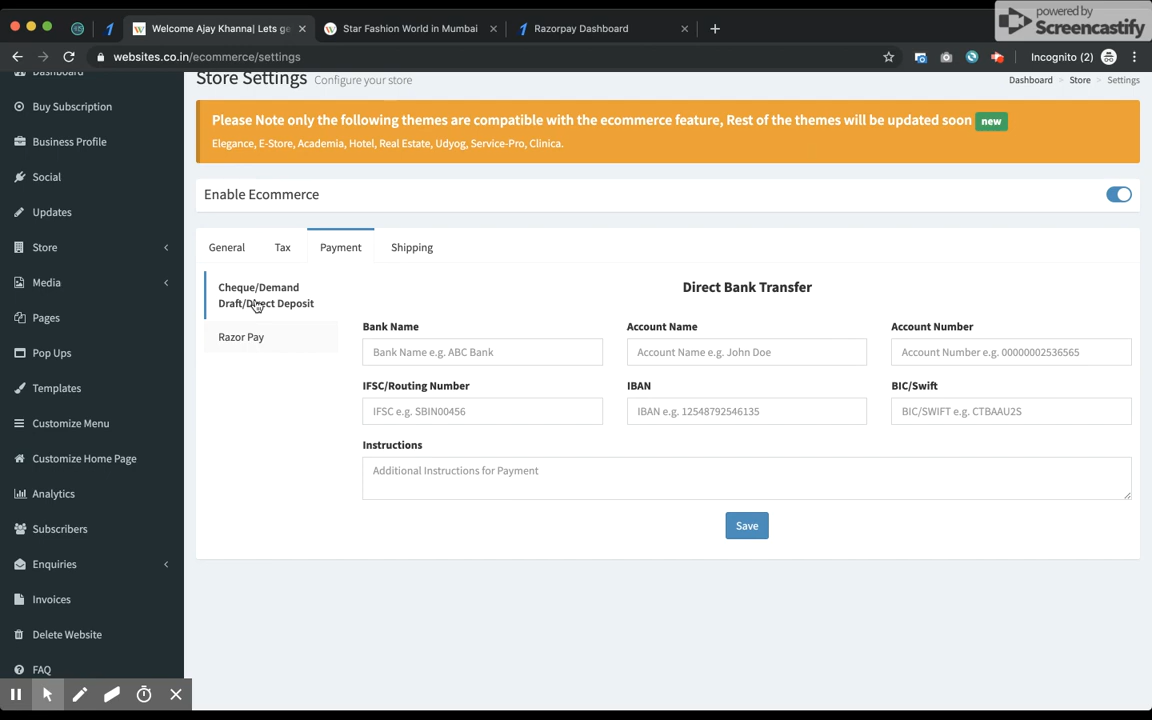 powered by
Screencastify
Welcome Ajay Khanna| Lets ge
Star Fashion World in Mumbai
Razorpay Dashboard
websites.co.in/ecommerce/settings
Incognito (2)
Dashboard
Buy Subscription
Business Profile
Social
Updates
Store
Media
Pages
Pop Ups
Templates
Customize Menu
Customize Home Page
Analytics
Subscribers
Enquiries
Invoices
Delete Website
FAQ
Store Settings Configure your store
Dashboard > Store > Settings
Please Note only the following themes are compatible with the ecommerce feature, Rest of the themes will be updated soon new
Elegance, E-Store, Academia, Hotel, Real Estate, Udyog, Service-Pro, Clinica.
Enable Ecommerce
General Tax Payment Shipping
Cheque/Demand
Draft/Direct Deposit
Razor Pay
Direct Bank Transfer
Bank Name Account Name Account Number
Bank Name e.g. ABC Bank Account Name e.g. John Doe Account Number e.g. 00000002536565
IFSC/Routing Number IBAN BIC/Swift
IFSC e.g. SBIN00456 IBAN e.g. 12548792546135 BIC/SWIFT e.g. CTBAAU2S
Instructions
Additional Instructions for Payment
Save